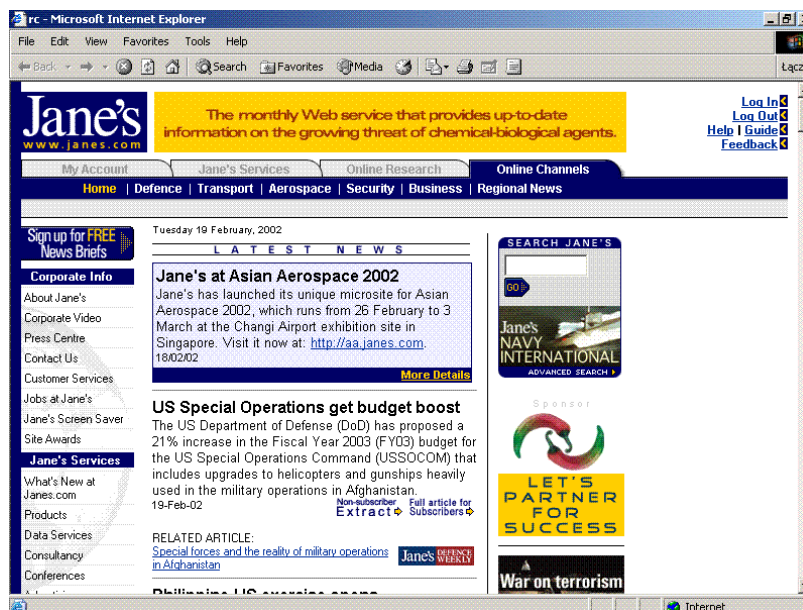 rc - Microsoft Internet Explorer
File Edit View Favorites Tools Help
Back Search Favorites Media
Jane's
www.janes.com
The monthly Web service that provides up-to-date
information on the growing threat of chemical-biological agents.
Log In
Log Out
Help | Guide
Feedback
My Account Jane's Services Online Research Online Channels
Home | Defence | Transport | Aerospace | Security | Business | Regional News
Sign up for FREE
News Briefs
Corporate Info
About Jane's
Corporate Video
Press Centre
Contact Us
Customer Services
Jobs at Jane's
Jane's Screen Saver
Site Awards
Jane's Services
What's New at
Janes.com
Products
Data Services
Consultancy
Conferences
Tuesday 19 February, 2002
LATEST NEWS
Jane's at Asian Aerospace 2002
Jane's has launched its unique microsite for Asian
Aerospace 2002, which runs from 26 February to 3
March at the Changi Airport exhibition site in
Singapore. Visit it now at: http://aa.janes.com.
18/02/02
More Details
US Special Operations get budget boost
The US Department of Defense (DoD) has proposed a
21% increase in the Fiscal Year 2003 (FY03) budget for
the US Special Operations Command (USSOCOM) that
includes upgrades to helicopters and gunships heavily
used in the military operations in Afghanistan.
19-Feb-02
Non-subscriber
Extract
Full article for
Subscribers
RELATED ARTICLE:
Special forces and the reality of military operations
in Afghanistan
Jane's DEFENCE
WEEKLY
Philippine US exercise opens
SEARCH JANE'S
GO
Jane's
NAVY
INTERNATIONAL
ADVANCED SEARCH
Sponsor
LET'S
PARTNER
FOR
SUCCESS
War on terrorism
Internet